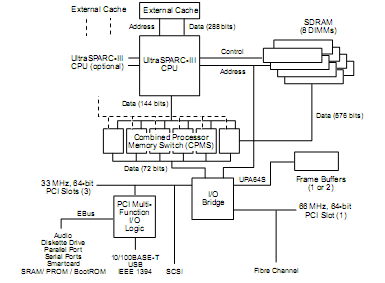 External Cache
External Cache
Address
Data (288 bits)
SDRAM
(8 DIMMs)
UltraSPARC-III
CPU (optional)
UltraSPARC-III
CPU
Control
Address
Data (144 bits)
Data (576 bits)
Combined Processor
Memory Switch (CPMS)
Data (72 bits)
33 MHz, 64-bit
PCI Slots (3)
I/O
Bridge
UPA64S
Frame Buffers
(1 or 2)
PCI Multi-
Function
I/O
Logic
66 MHz, 64-bit
PCI Slot (1)
EBus
Audio
Diskette Drive
Parallel Port
Serial Ports
Smartcard
SRAM/ PROM / BootROM
10/100BASE-T
USB
IEEE 1394
SCSI
Fibre Channel